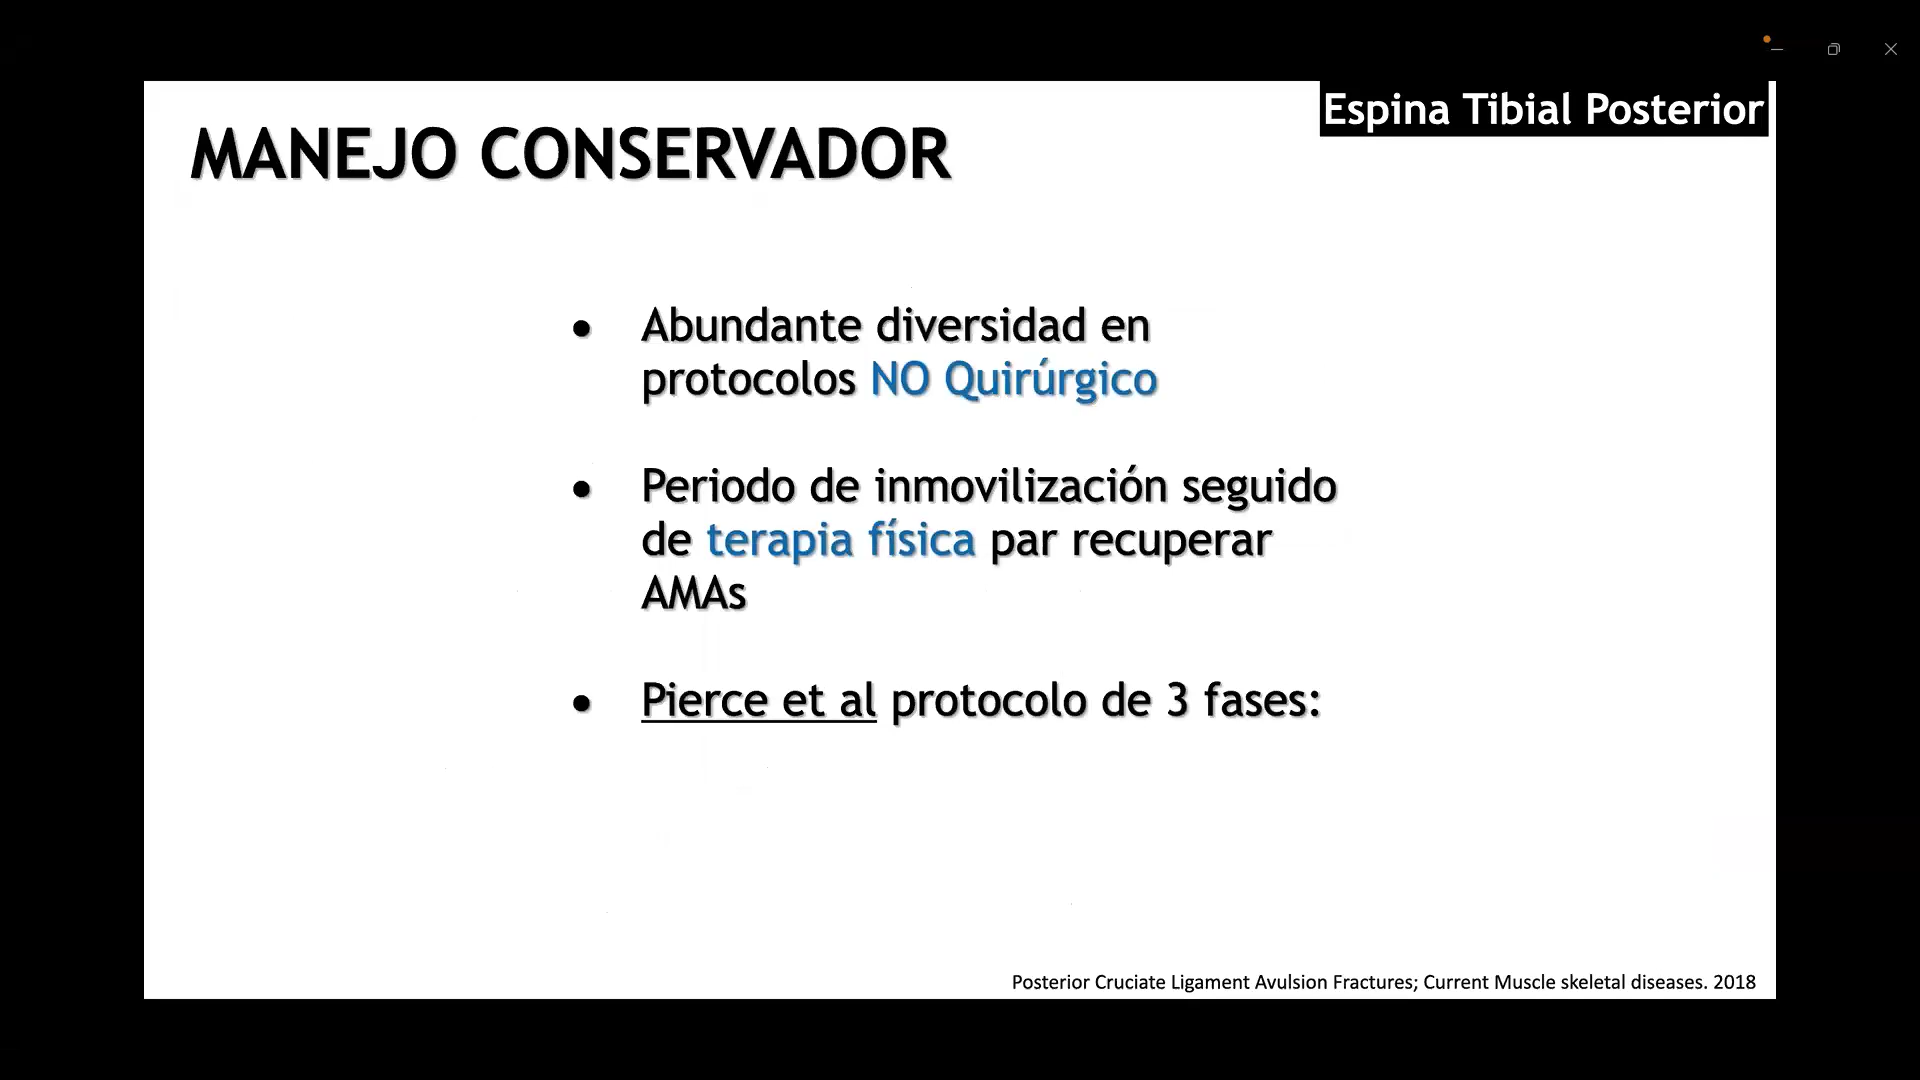 Espina Tibial Posterior
MANEJO CONSERVADOR
• Abundante diversidad en
protocolos NO Quirúrgico
• Periodo de inmovilización seguido
de terapia física par recuperar
AMAs
• Pierce et al protocolo de 3 fases:
Posterior Cruciate Ligament Avulsion Fractures; Current Muscle skeletal diseases. 2018